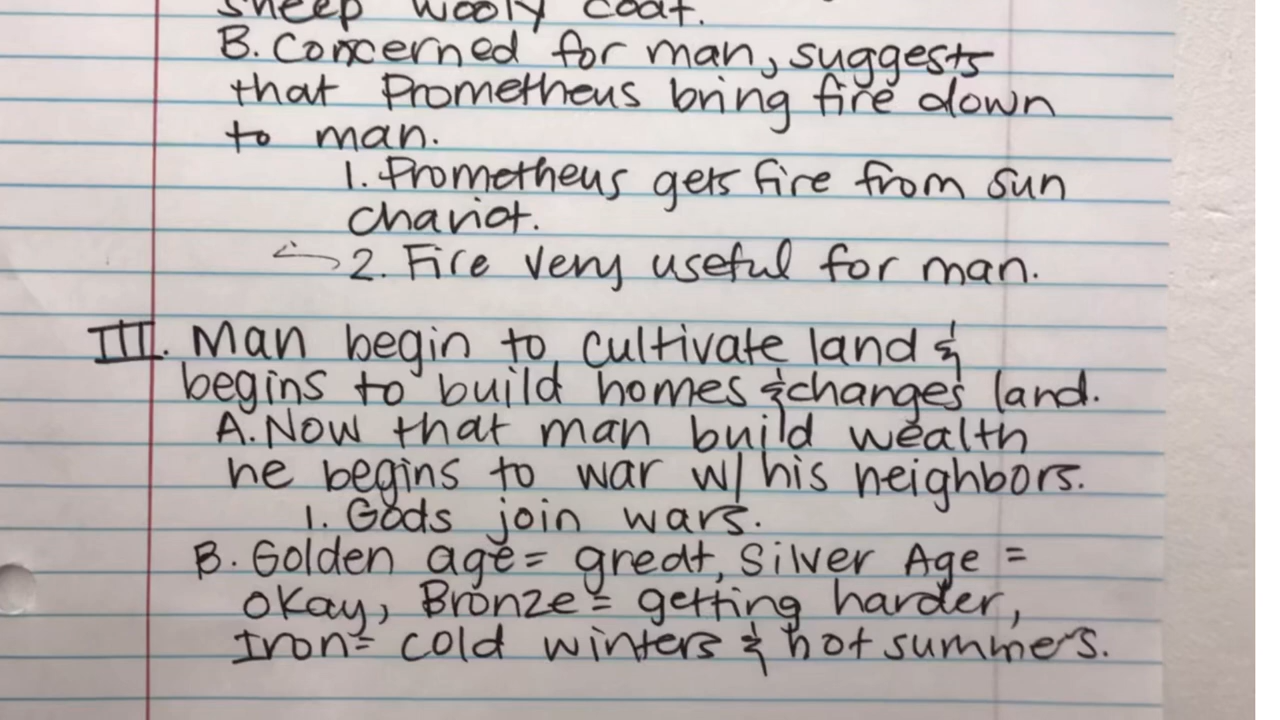 sheep wooly coat.
B. Concerned for man, suggests
that Prometheus bring fire down
to man.
1. Prometheus gets fire from sun
chariot.
2. Fire very useful for man.
III. Man begin to cultivate land &
begins to build homes & changes land.
A. Now that man build wealth
he begins to war w/ his neighbors.
1. Gods join wars.
B. Golden age = great, Silver Age =
okay, Bronze = getting harder,
Iron = cold winters & hot summers.